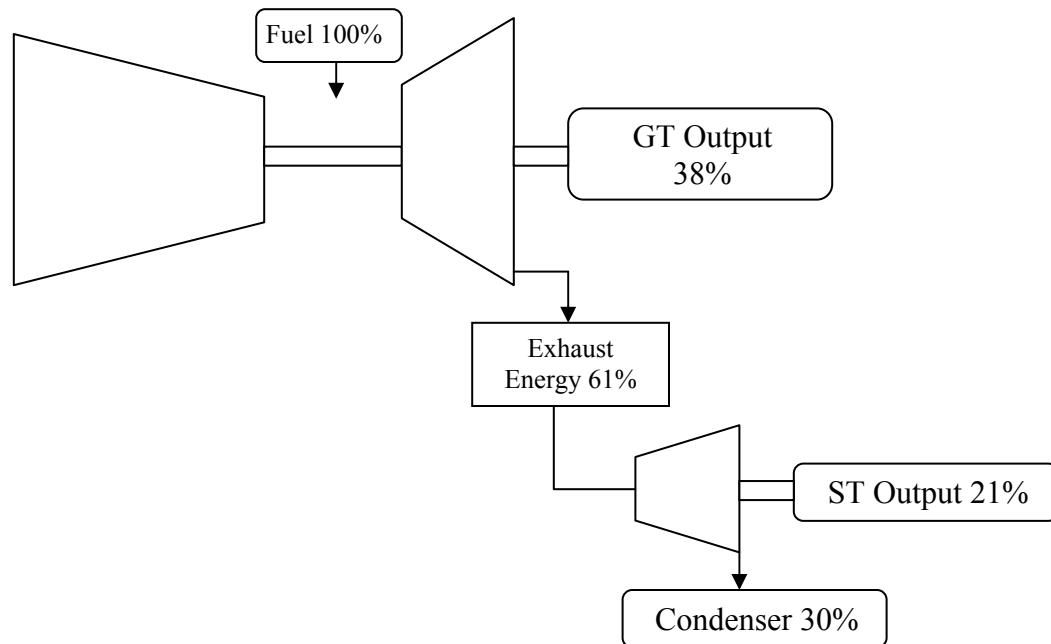 Fuel 100%
GT Output
38%
Exhaust
Energy 61%
ST Output 21%
Condenser 30%